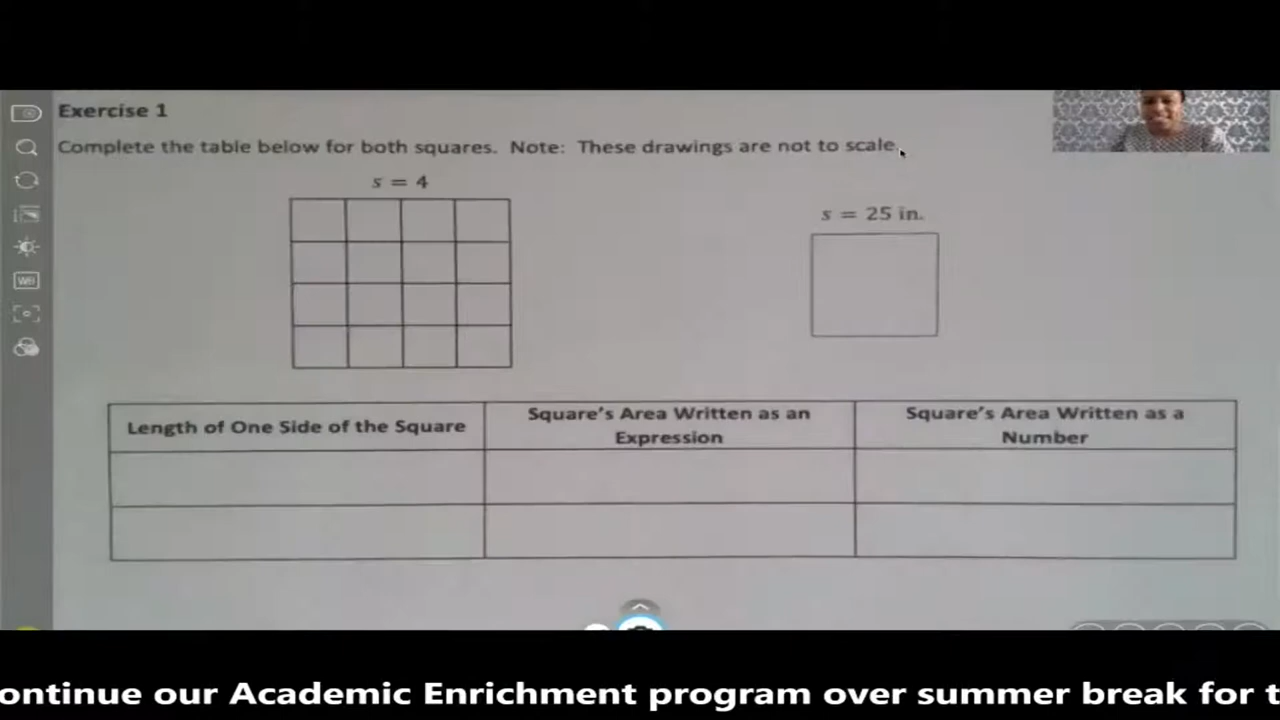 Exercise 1
Complete the table below for both squares. Note: These drawings are not to scale.
s = 4
s = 25 in.
Length of One Side of the Square
Square's Area Written as an
Expression
Square's Area Written as a
Number
ontinue our Academic Enrichment program over summer break for t